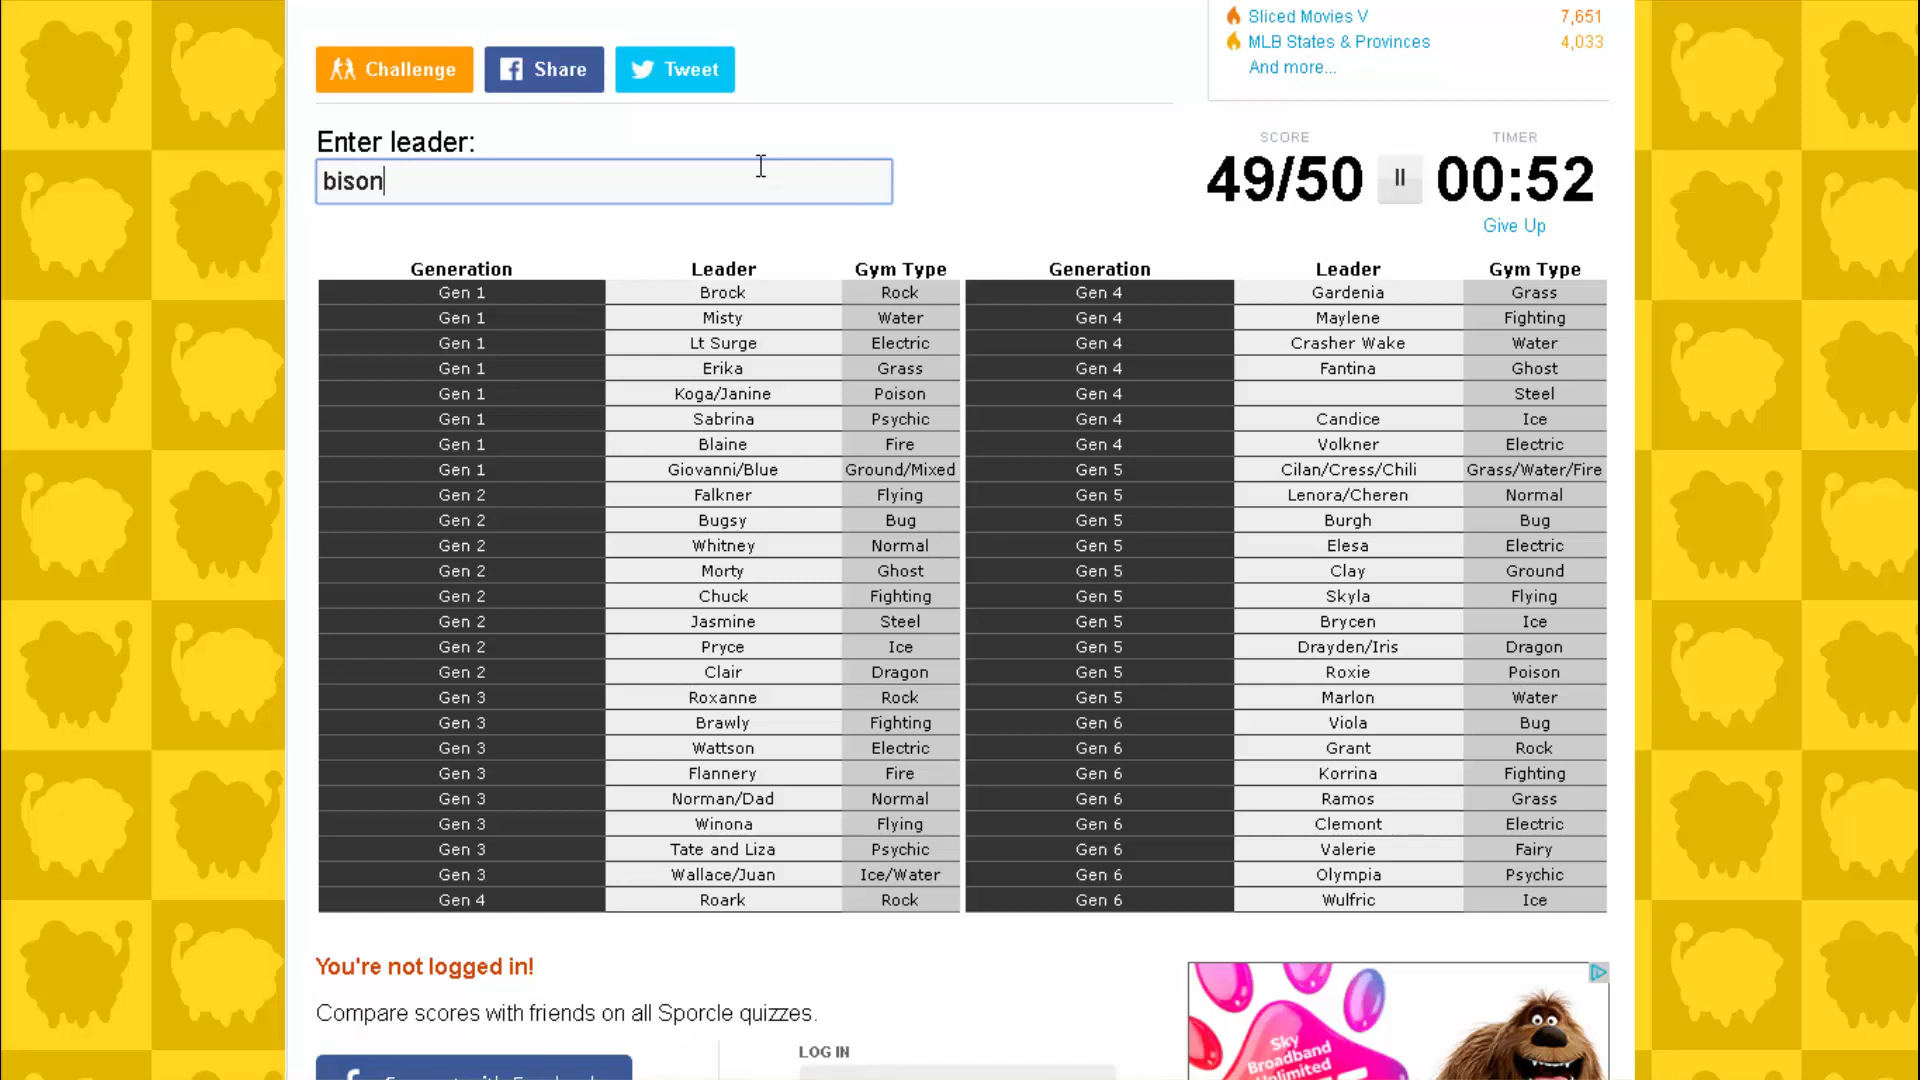 Sliced Movies V 7,651
MLB States & Provinces 4,033
And more...
Challenge Share Tweet
Enter leader:
bison
SCORE TIMER
49/50 00:52
Give Up
Generation Leader Gym Type Generation Leader Gym Type
Gen 1 Brock Rock Gen 4 Gardenia Grass
Gen 1 Misty Water Gen 4 Maylene Fighting
Gen 1 Lt Surge Electric Gen 4 Crasher Wake Water
Gen 1 Erika Grass Gen 4 Fantina Ghost
Gen 1 Koga/Janine Poison Gen 4 Steel
Gen 1 Sabrina Psychic Gen 4 Candice Ice
Gen 1 Blaine Fire Gen 4 Volkner Electric
Gen 1 Giovanni/Blue Ground/Mixed Gen 5 Cilan/Cress/Chili Grass/Water/Fire
Gen 2 Falkner Flying Gen 5 Lenora/Cheren Normal
Gen 2 Bugsy Bug Gen 5 Burgh Bug
Gen 2 Whitney Normal Gen 5 Elesa Electric
Gen 2 Morty Ghost Gen 5 Clay Ground
Gen 2 Chuck Fighting Gen 5 Skyla Flying
Gen 2 Jasmine Steel Gen 5 Brycen Ice
Gen 2 Pryce Ice Gen 5 Drayden/Iris Dragon
Gen 2 Clair Dragon Gen 5 Roxie Poison
Gen 3 Roxanne Rock Gen 5 Marlon Water
Gen 3 Brawly Fighting Gen 6 Viola Bug
Gen 3 Wattson Electric Gen 6 Grant Rock
Gen 3 Flannery Fire Gen 6 Korrina Fighting
Gen 3 Norman/Dad Normal Gen 6 Ramos Grass
Gen 3 Winona Flying Gen 6 Clemont Electric
Gen 3 Tate and Liza Psychic Gen 6 Valerie Fairy
Gen 3 Wallace/Juan Ice/Water Gen 6 Olympia Psychic
Gen 4 Roark Rock Gen 6 Wulfric Ice
You're not logged in!
Compare scores with friends on all Sporcle quizzes.
LOG IN
Sky
Broadband
Unlimited